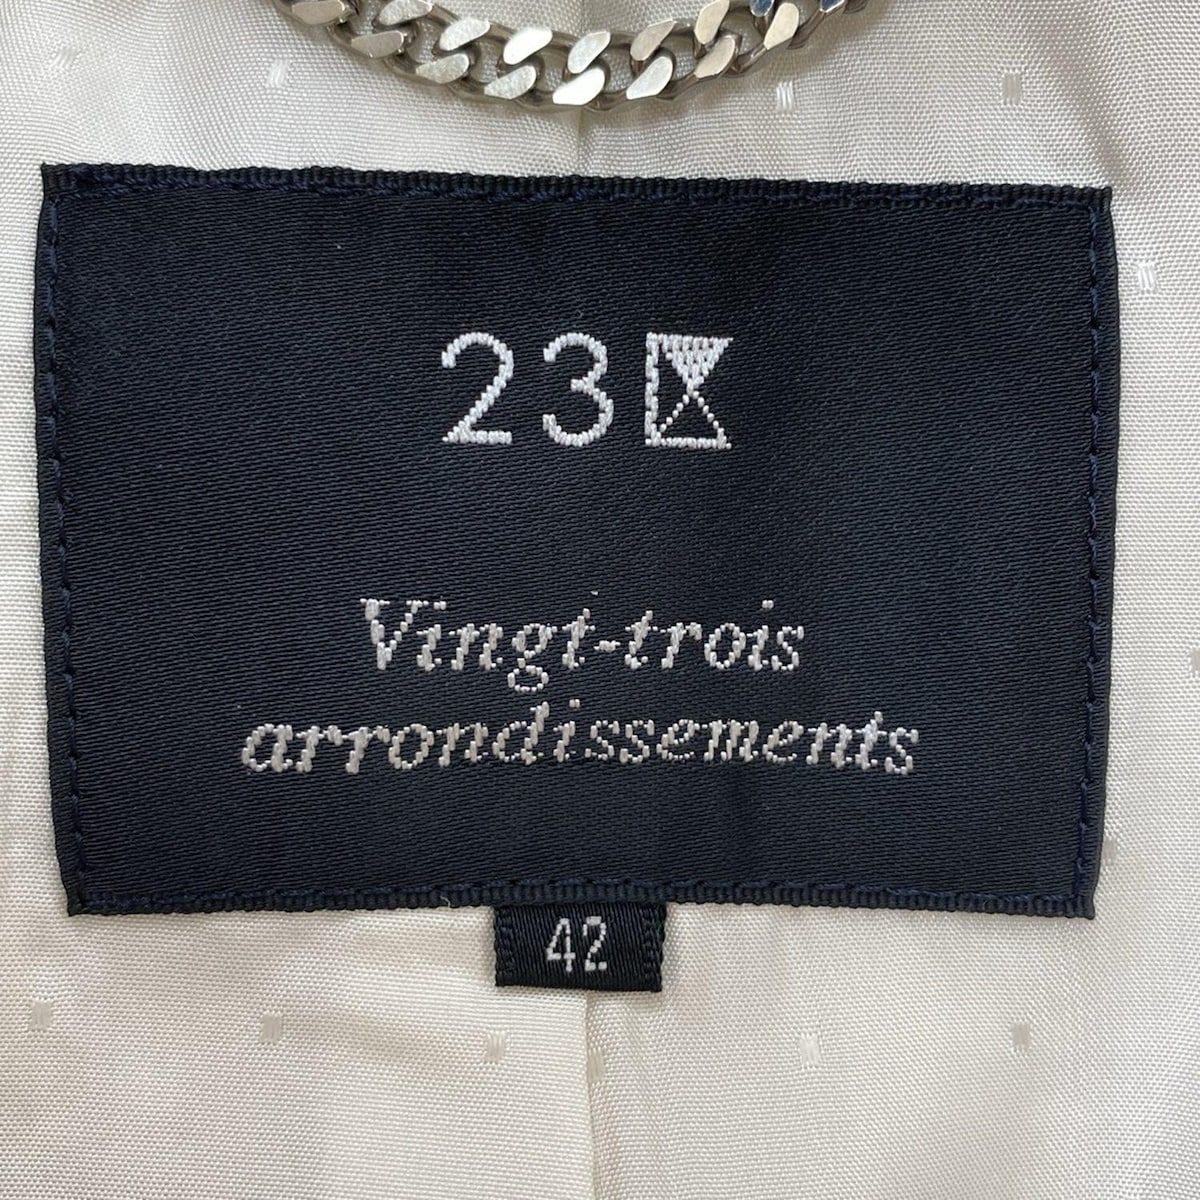 23区
Vingt-trois
arrondissements
42